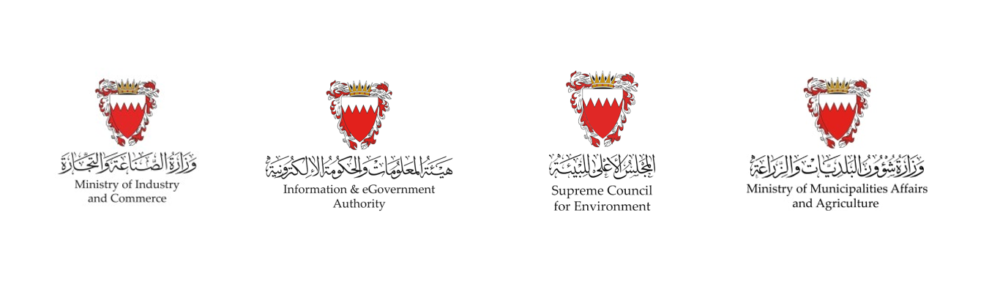 وزارة الصناعة والتجارة
Ministry of Industry
and Commerce
هيئة المعلومات والحكومة الإلكترونية
Information & eGovernment
Authority
المجلس الأعلى للبيئة
Supreme Council
for Environment
وزارة شؤون البلديات والزراعة
Ministry of Municipalities Affairs
and Agriculture